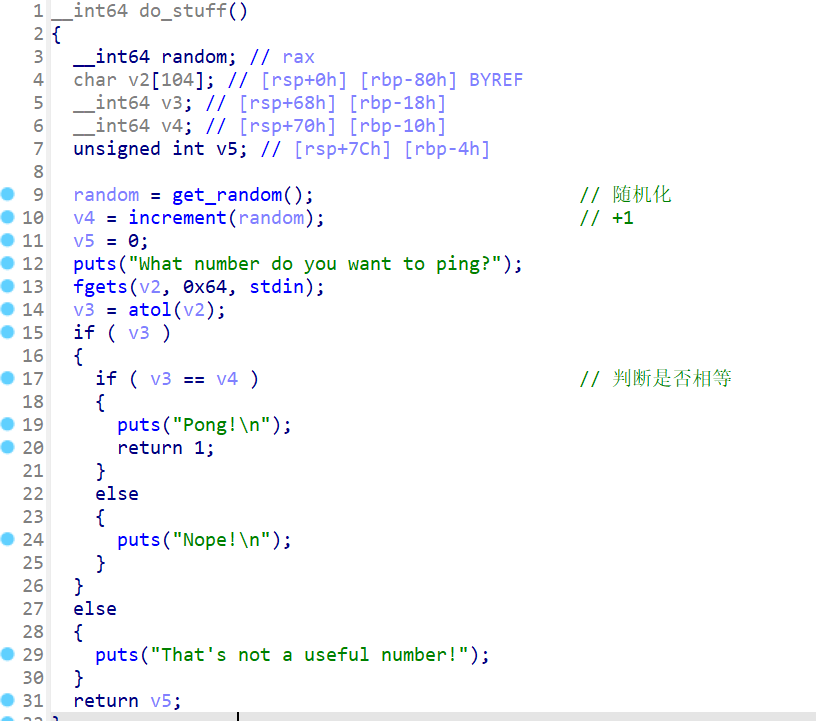 1 __int64 do_stuff()
2 {
3 __int64 random; // rax
4 char v2[104]; // [rsp+0h] [rbp-80h] BYREF
5 __int64 v3; // [rsp+68h] [rbp-18h]
6 __int64 v4; // [rsp+70h] [rbp-10h]
7 unsigned int v5; // [rsp+7Ch] [rbp-4h]
8
9 random = get_random(); // 随机化
10 v4 = increment(random); // +1
11 v5 = 0;
12 puts("What number do you want to ping?");
13 fgets(v2, 0x64, stdin);
14 v3 = atol(v2);
15 if ( v3 )
16 {
17 if ( v3 == v4 ) // 判断是否相等
18 {
19 puts("Pong!\n");
20 return 1;
21 }
22 else
23 {
24 puts("Nope!\n");
25 }
26 }
27 else
28 {
29 puts("That's not a useful number!");
30 }
31 return v5;